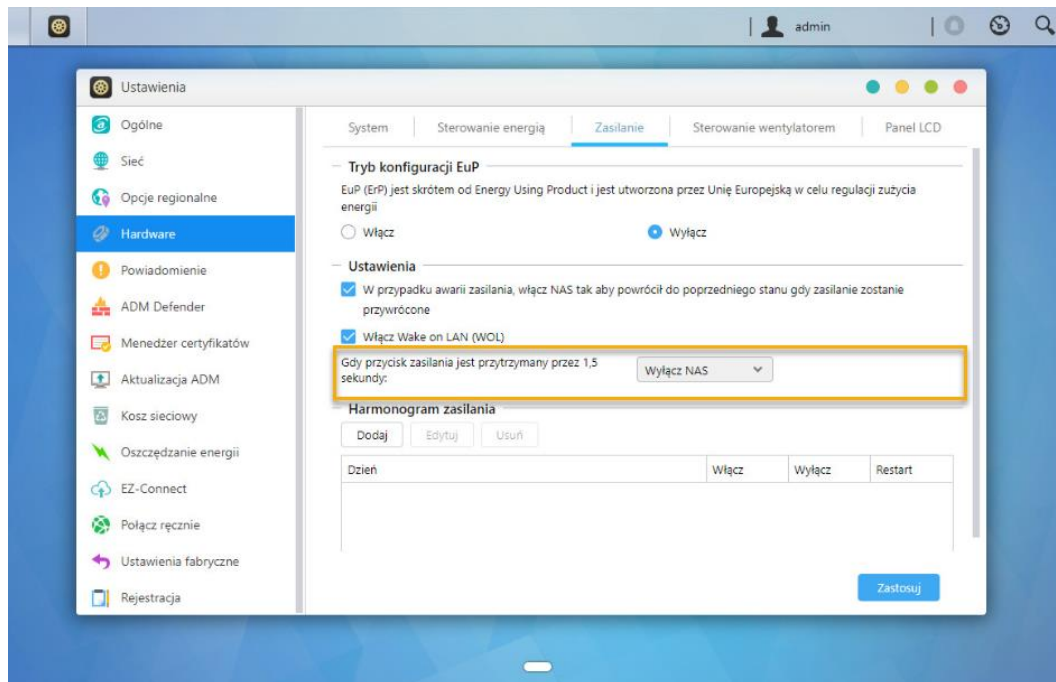 admin
Ustawienia
Ogólne
Sieć
Opcje regionalne
Hardware
Powiadomienie
ADM Defender
Menedżer certyfikatów
Aktualizacja ADM
Kosz sieciowy
Oszczędzanie energii
EZ-Connect
Połącz ręcznie
Ustawienia fabryczne
Rejestracja
System Sterowanie energią Zasilanie Sterowanie wentylatorem Panel LCD
Tryb konfiguracji EuP
EuP (ErP) jest skrótem od Energy Using Product i jest utworzona przez Unię Europejską w celu regulacji zużycia
energii
Włącz Wyłącz
Ustawienia
W przypadku awarii zasilania, włącz NAS tak aby powrócił do poprzedniego stanu gdy zasilanie zostanie
przywrócone
Włącz Wake on LAN (WOL)
Gdy przycisk zasilania jest przytrzymany przez 1,5
sekundy:
Wyłącz NAS
Harmonogram zasilania
Dodaj Edytuj Usuń
Dzień Włącz Wyłącz Restart
Zastosuj